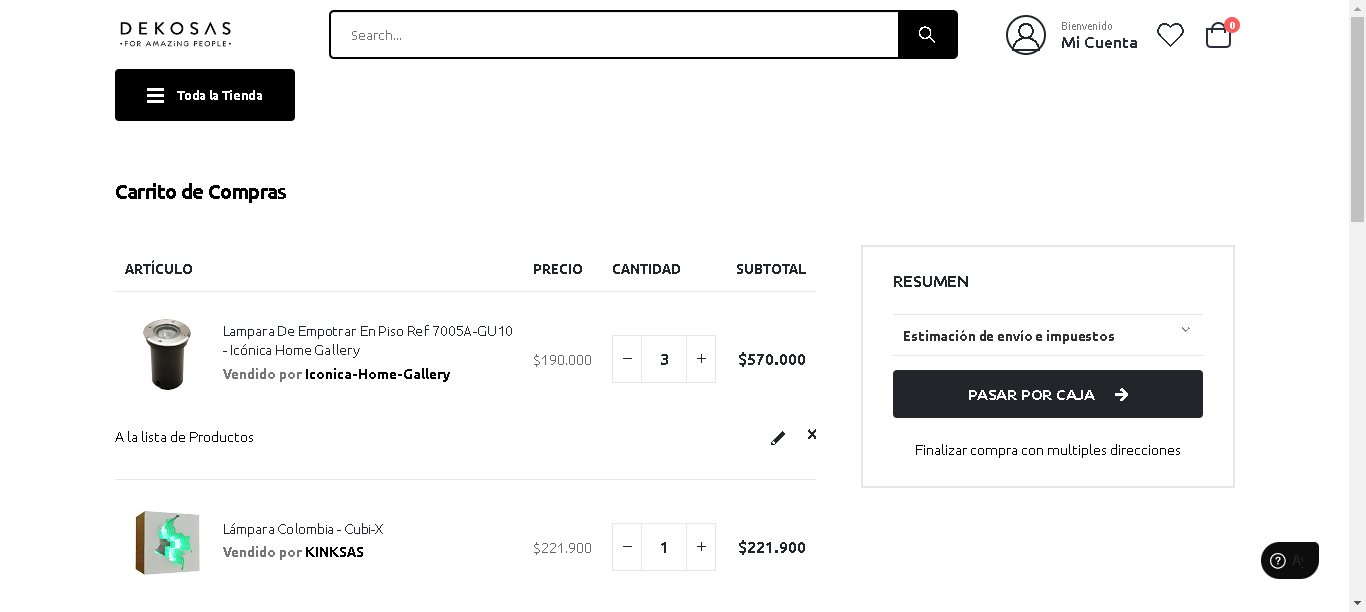 DEKOSAS
•FOR AMAZING PEOPLE•
Search...
Bienvenido
Mi Cuenta
0
Toda la Tienda
Carrito de Compras
ARTÍCULO PRECIO CANTIDAD SUBTOTAL
Lampara De Empotrar En Piso Ref 7005A-GU10
- Icónica Home Gallery
Vendido por Iconica-Home-Gallery
$190.000 − 3 + $570.000
A la lista de Productos
Lámpara Colombia - Cubi-X
Vendido por KINKSAS
$221.900 − 1 + $221.900
RESUMEN
Estimación de envío e impuestos
PASAR POR CAJA
Finalizar compra con multiples direcciones